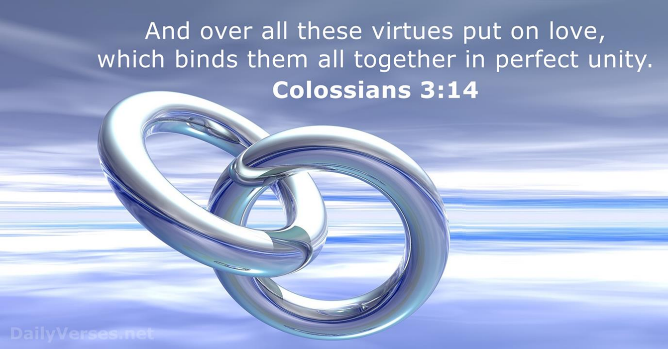 And over all these virtues put on love,
which binds them all together in perfect unity.
Colossians 3:14
DailyVerses.net